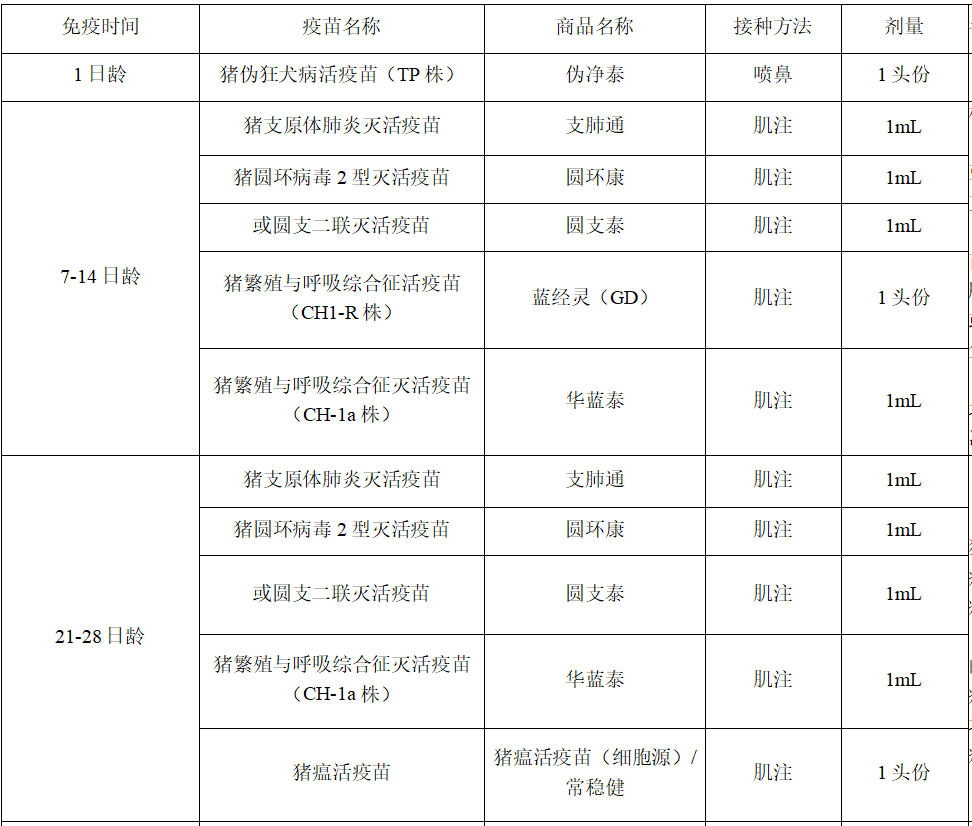 免疫时间 疫苗名称 商品名称 接种方法 剂量
1 日龄 猪伪狂犬病活疫苗（TP 株） 伪净泰 喷鼻 1 头份
7-14 日龄
猪支原体肺炎灭活疫苗 支肺通 肌注 1mL
猪圆环病毒 2 型灭活疫苗 圆环康 肌注 1mL
或圆支二联灭活疫苗 圆支泰 肌注 1mL
猪繁殖与呼吸综合征活疫苗
（CH1-R 株） 蓝经灵（GD） 肌注 1 头份
猪繁殖与呼吸综合征灭活疫苗
（CH-1a 株） 华蓝泰 肌注 1mL
21-28 日龄
猪支原体肺炎灭活疫苗 支肺通 肌注 1mL
猪圆环病毒 2 型灭活疫苗 圆环康 肌注 1mL
或圆支二联灭活疫苗 圆支泰 肌注 1mL
猪繁殖与呼吸综合征灭活疫苗
（CH-1a 株） 华蓝泰 肌注 1mL
猪瘟活疫苗 猪瘟活疫苗（细胞源）/
常稳健 肌注 1 头份